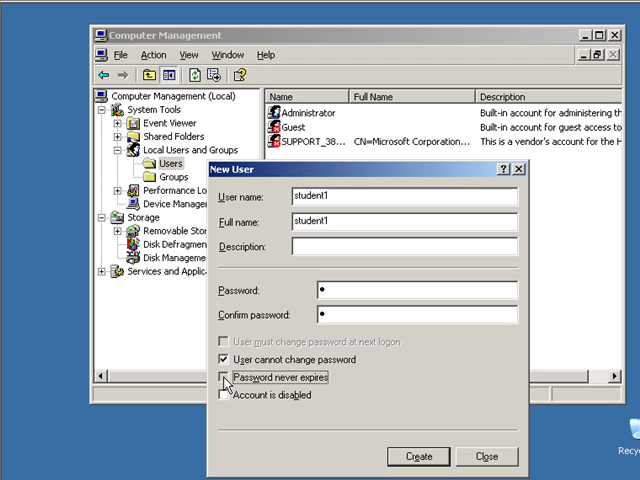 Computer Management
File Action View Window Help
Computer Management (Local)
System Tools
Event Viewer
Shared Folders
Local Users and Groups
Users
Groups
Performance Lo
Device Manager
Storage
Removable Stor
Disk Defragmen
Disk Manageme
Services and Applica
Name Full Name Description
Administrator Built-in account for administering th
Guest Built-in account for guest access to
SUPPORT_38... CN=Microsoft Corporation... This is a vendor's account for the H
New User
User name: student1
Full name: student1
Description:
Password:
Confirm password:
User must change password at next logon
User cannot change password
Password never expires
Account is disabled
Create Close
Recyc